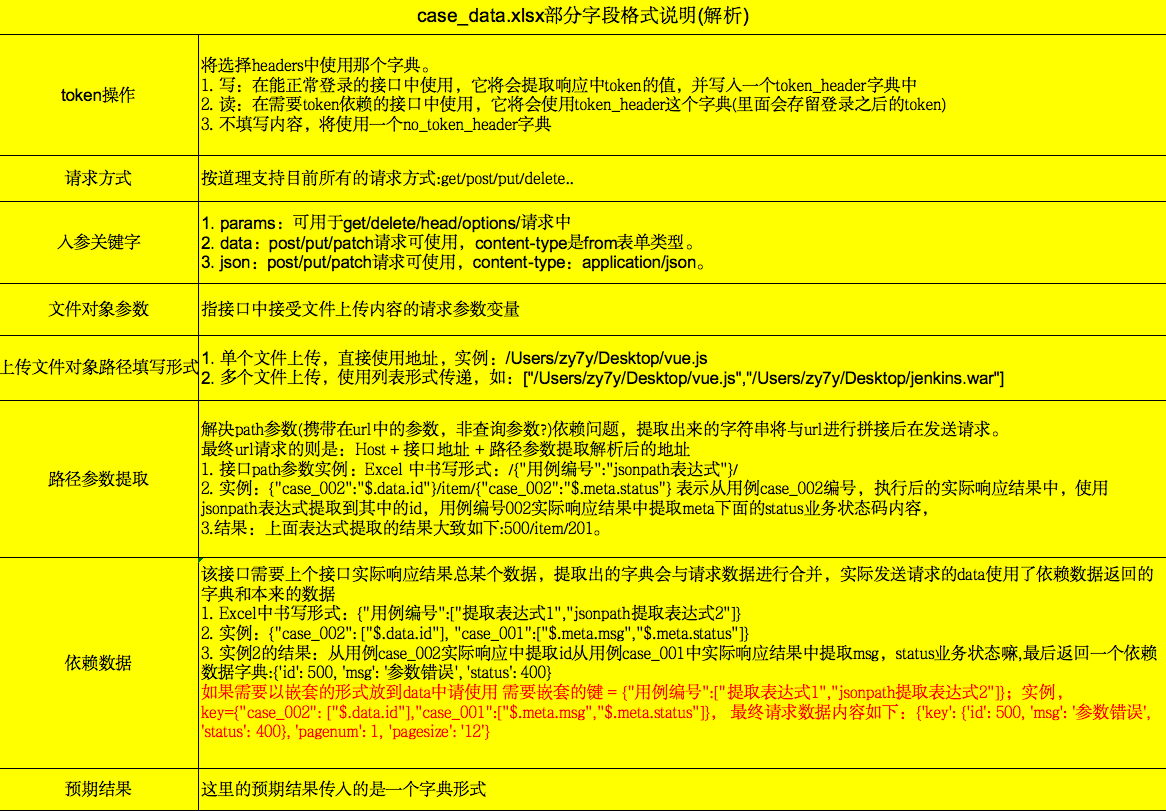 case_data.xlsx部分字段格式说明(解析)
token操作
将选择headers中使用那个字典。
1. 写：在能正常登录的接口中使用，它将会提取响应中token的值，并写入一个token_header字典中
2. 读：在需要token依赖的接口中使用，它将会使用token_header这个字典(里面会存留登录之后的token)
3. 不填写内容，将使用一个no_token_header字典
请求方式
按道理支持目前所有的请求方式:get/post/put/delete..
入参关键字
1. params：可用于get/delete/head/options/请求中
2. data：post/put/patch请求可使用，content-type是from表单类型。
3. json：post/put/patch请求可使用，content-type：application/json。
文件对象参数
指接口中接受文件上传内容的请求参数变量
上传文件对象路径填写形式
1. 单个文件上传，直接使用地址，实例：/Users/zy7y/Desktop/vue.js
2. 多个文件上传，使用列表形式传递，如：["/Users/zy7y/Desktop/vue.js","/Users/zy7y/Desktop/jenkins.war"]
路径参数提取
解决path参数(携带在url中的参数，非查询参数?)依赖问题，提取出来的字符串将与url进行拼接后在发送请求。
最终url请求的则是：Host + 接口地址 + 路径参数提取解析后的地址
1. 接口path参数实例：Excel 中书写形式：/{"用例编号":"jsonpath表达式"}/
2. 实例：{"case_002":"$.data.id"}/item/{"case_002":"$.meta.status"} 表示从用例case_002编号，执行后的实际响应结果中，使用
jsonpath表达式提取到其中的id，用例编号002实际响应结果中提取meta下面的status业务状态码内容，
3.结果：上面表达式提取的结果大致如下:500/item/201。
依赖数据
该接口需要上个接口实际响应结果总某个数据，提取出的字典会与请求数据进行合并，实际发送请求的data使用了依赖数据返回的
字典和本来的数据
1. Excel中书写形式：{"用例编号":["提取表达式1","jsonpath提取表达式2"]}
2. 实例：{"case_002": ["$.data.id"], "case_001":["$.meta.msg","$.meta.status"]}
3. 实例2的结果：从用例case_002实际响应中提取id从用例case_001中实际响应结果中提取msg，status业务状态嘛,最后返回一个依赖
数据字典:{'id': 500, 'msg': '参数错误', 'status': 400}
如果需要以嵌套的形式放到data中请使用 需要嵌套的键 = {"用例编号":["提取表达式1","jsonpath提取表达式2"]}；实例，
key={"case_002": ["$.data.id"],"case_001":["$.meta.msg","$.meta.status"]}， 最终请求数据内容如下：{'key': {'id': 500, 'msg': '参数错误',
'status': 400}, 'pagenum': 1, 'pagesize': '12'}
预期结果
这里的预期结果传入的是一个字典形式